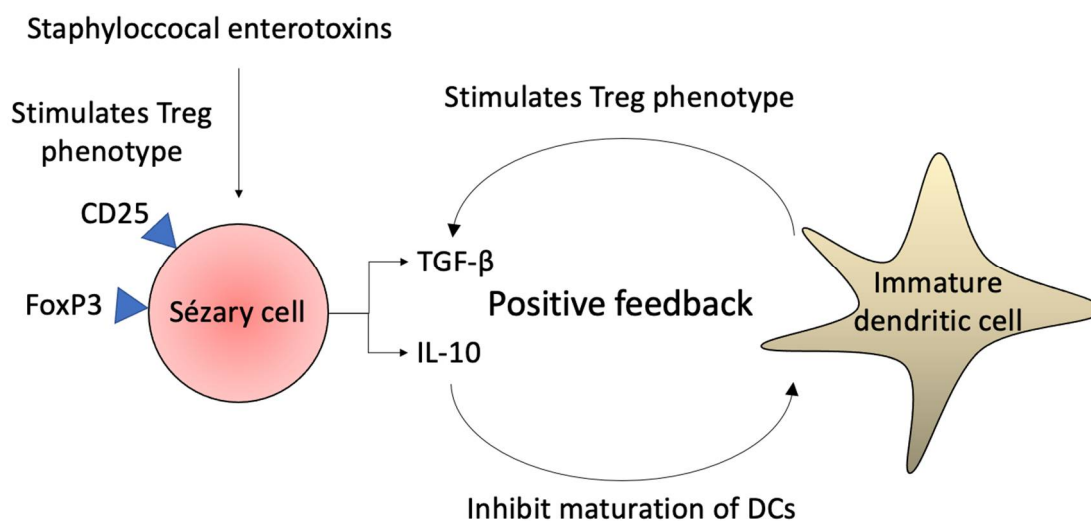 Staphyloccocal enterotoxins
Stimulates Treg
phenotype
CD25
FoxP3
Sézary cell
TGF-β
IL-10
Stimulates Treg phenotype
Positive feedback
Inhibit maturation of DCs
Immature
dendritic cell